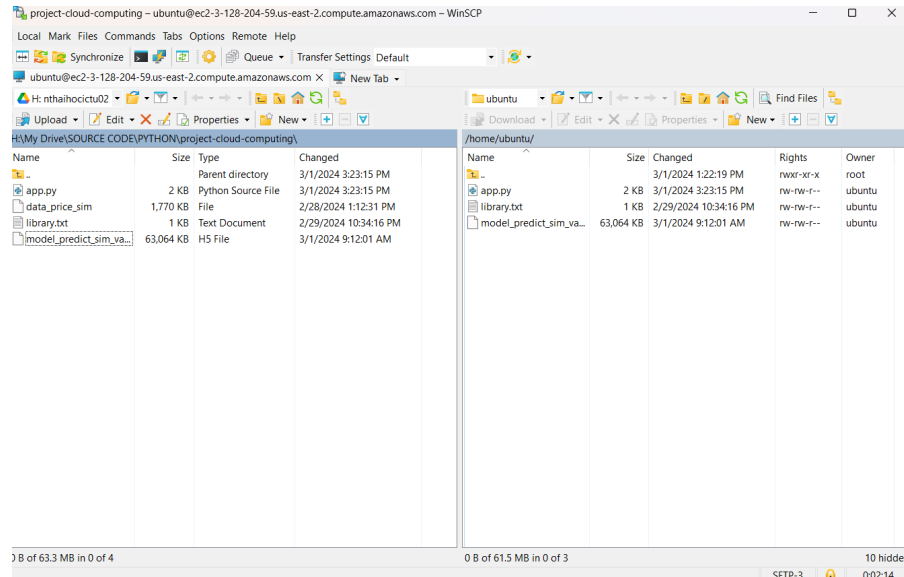 project-cloud-computing – ubuntu@ec2-3-128-204-59.us-east-2.compute.amazonaws.com – WinSCP
Local Mark Files Commands Tabs Options Remote Help
Synchronize Queue Transfer Settings Default
ubuntu@ec2-3-128-204-59.us-east-2.compute.amazonaws.com × New Tab
H: nthaihocictu02 ubuntu Find Files
Upload Edit Properties New Download Edit Properties New
H:\My Drive\SOURCE CODE\PYTHON\project-cloud-computing\ /home/ubuntu/
Name Size Type Changed Name Size Changed Rights Owner
.. Parent directory 3/1/2024 3:23:15 PM .. 3/1/2024 1:22:19 PM rwxr-xr-x root
app.py 2 KB Python Source File 3/1/2024 3:23:15 PM app.py 2 KB 3/1/2024 3:23:15 PM rw-rw-r-- ubuntu
data_price_sim 1,770 KB File 2/28/2024 1:12:31 PM library.txt 1 KB 2/29/2024 10:34:16 PM rw-rw-r-- ubuntu
library.txt 1 KB Text Document 2/29/2024 10:34:16 PM model_predict_sim_va... 63,064 KB 3/1/2024 9:12:01 AM rw-rw-r-- ubuntu
model_predict_sim_va... 63,064 KB H5 File 3/1/2024 9:12:01 AM
0 B of 63.3 MB in 0 of 4 0 B of 61.5 MB in 0 of 3 10 hidde
SFTP-3 0:02:14